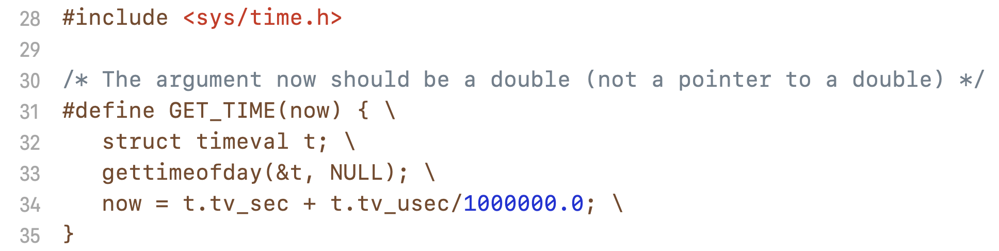 28 #include <sys/time.h>
29
30 /* The argument now should be a double (not a pointer to a double) */
31 #define GET_TIME(now) { \
32    struct timeval t; \
33    gettimeofday(&t, NULL); \
34    now = t.tv_sec + t.tv_usec/1000000.0; \
35 }